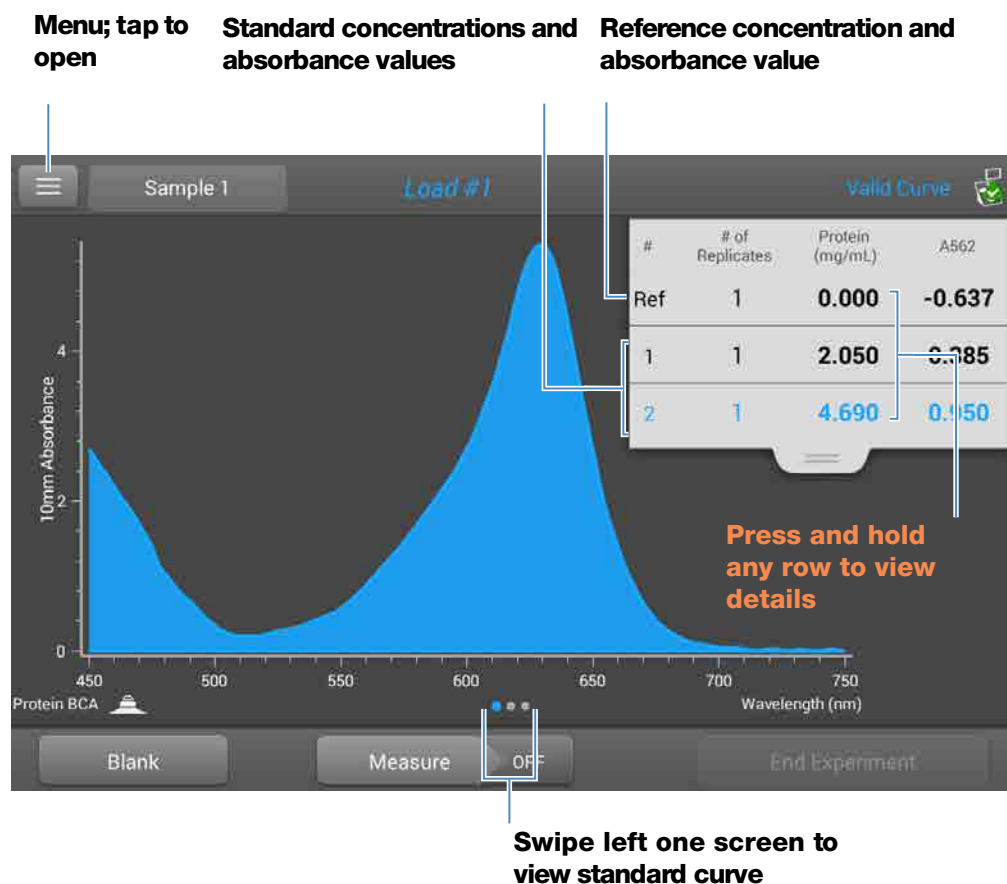 Menu; tap to
open
Standard concentrations and
absorbance values
Reference concentration and
absorbance value
Sample 1
Load #1
Valid Curve
#
# of
Replicates
Protein
(mg/mL)
A562
Ref 1 0.000 -0.637
1 1 2.050 0.385
2 1 4.690 0.950
Press and hold
any row to view
details
10mm Absorbance
4
2
0
450 500 550 600 650 700 750
Protein BCA
Wavelength (nm)
Blank
Measure
OFF
End Experiment
Swipe left one screen to
view standard curve